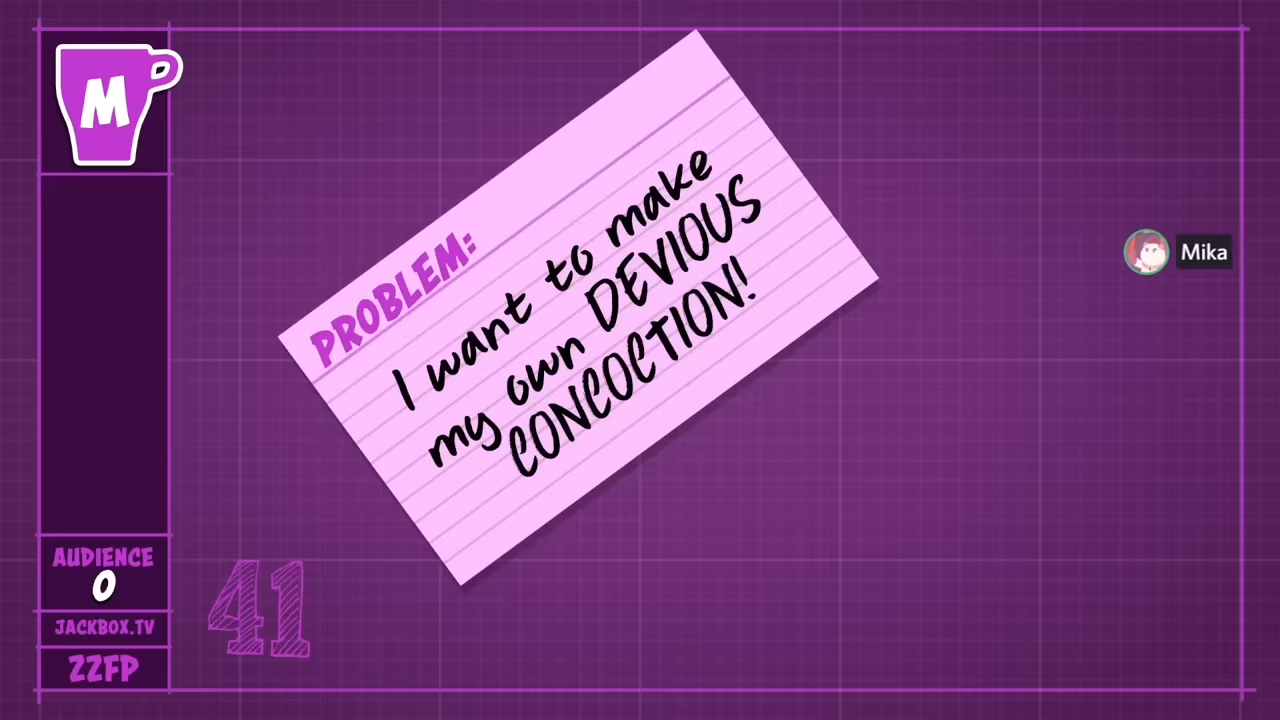 M
PROBLEM:
I want to make
my own DEVIOUS
CONCOCTION!
Mika
AUDIENCE
0
JACKBOX.TV
ZZFP
41